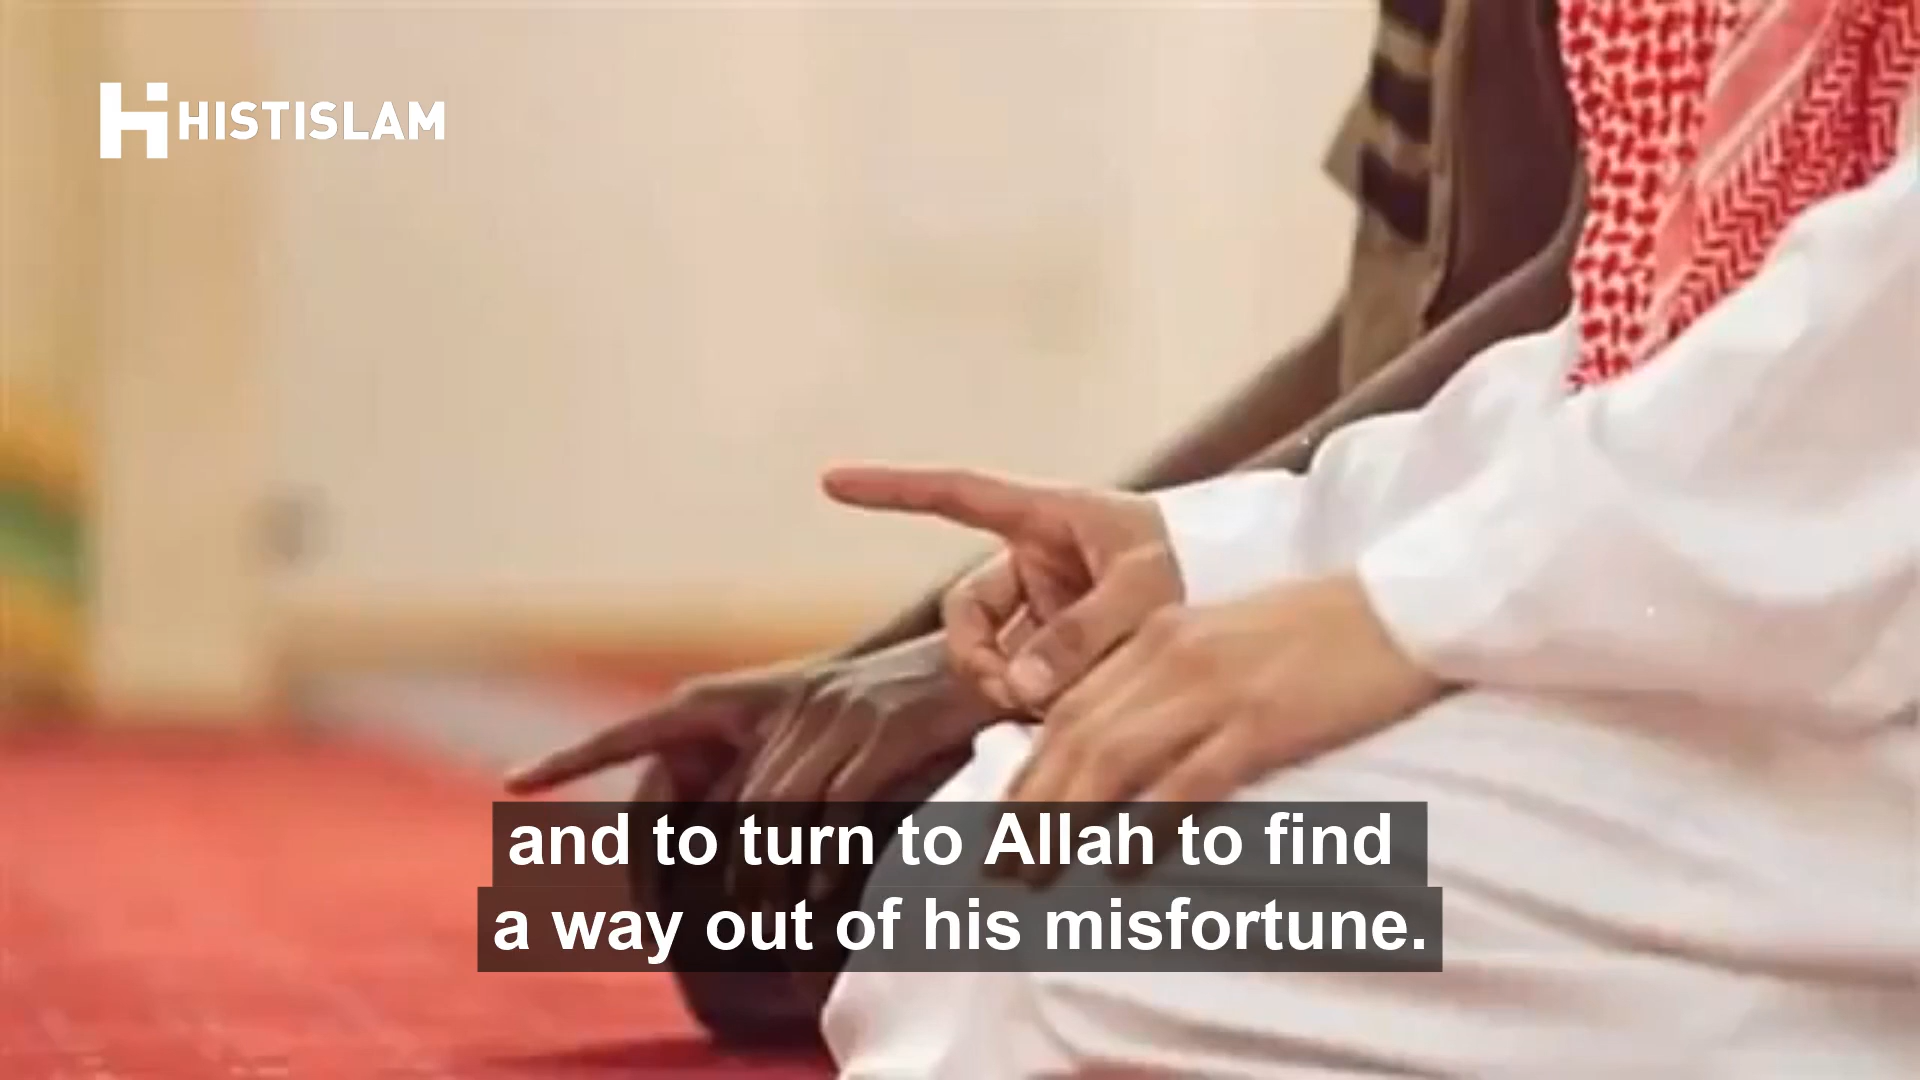 HISTISLAM
and to turn to Allah to find
a way out of his misfortune.